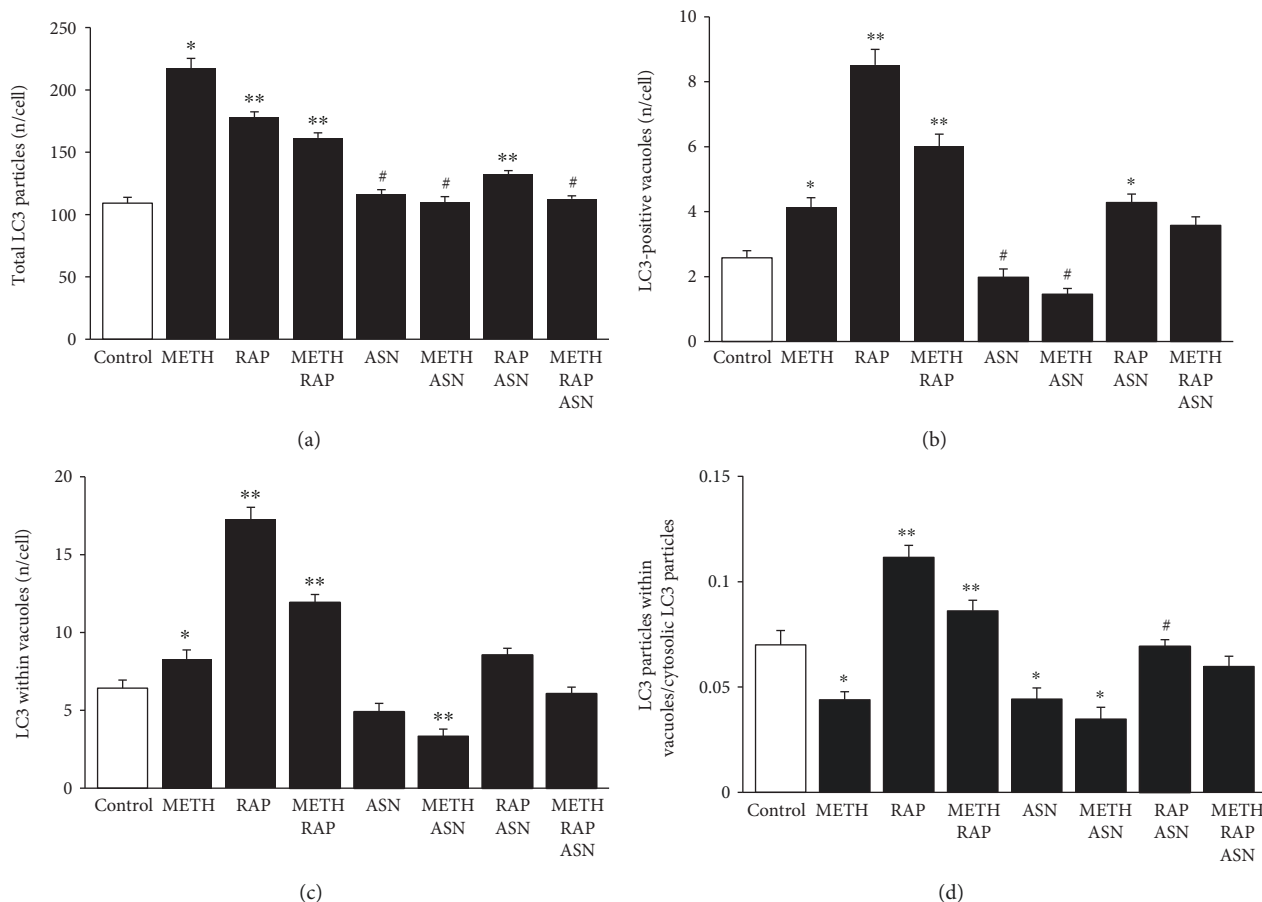 250
200
150
100
50
0
Total LC3 particles (n/cell)
*
**
**
#
#
**
#
Control METH RAP METH ASN METH RAP METH
RAP ASN ASN RAP
ASN
(a)
10
8
6
4
2
0
LC3-positive vacuoles (n/cell)
*
**
**
#
#
*
Control METH RAP METH ASN METH RAP METH
RAP ASN ASN RAP
ASN
(b)
20
15
10
5
0
LC3 within vacuoles (n/cell)
*
**
**
**
Control METH RAP METH ASN METH RAP METH
RAP ASN ASN RAP
ASN
(c)
0.15
0.1
0.05
0
LC3 particles within
vacuoles/cytosolic LC3 particles
*
**
**
*
*
#
Control METH RAP METH ASN METH RAP METH
RAP ASN ASN RAP
ASN
(d)